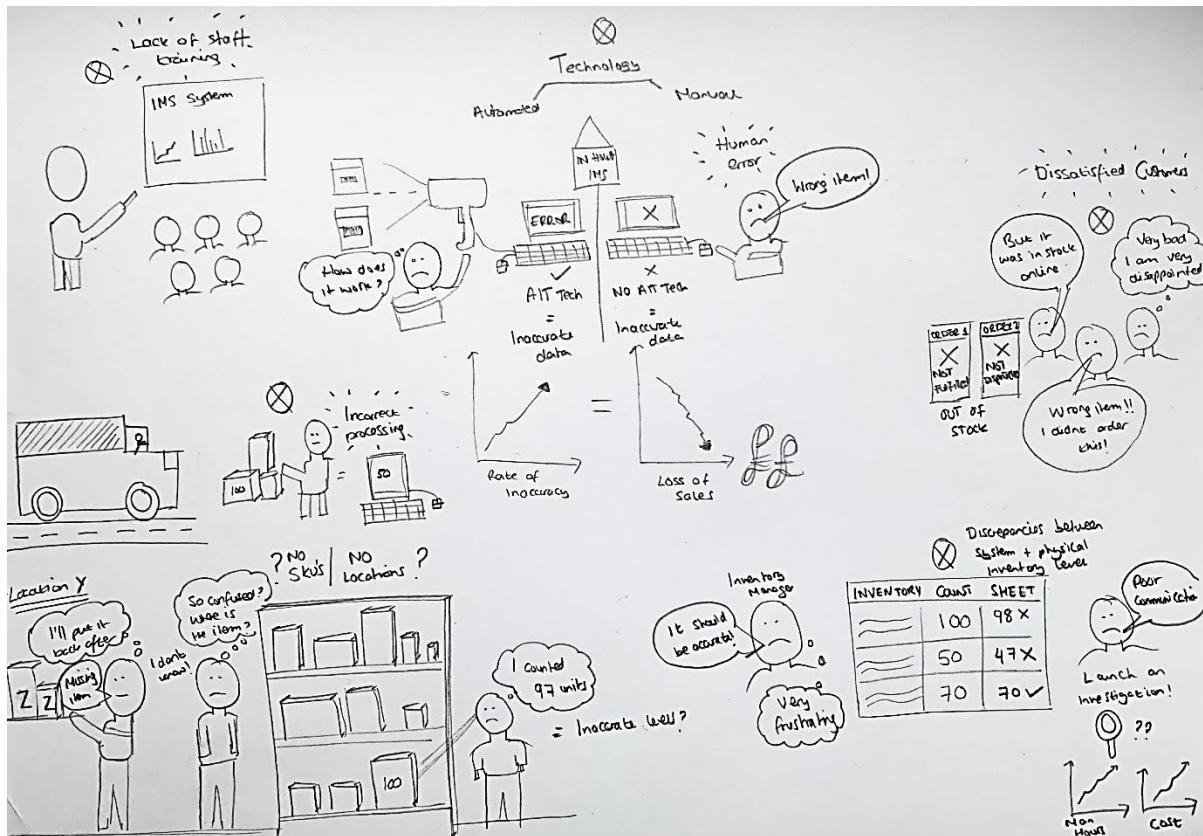 Lack of staff
training
IMS System
Technology
Automated
Manual
IN HOUSE
IMS
Human
error
Wrong item!
ERROR
X
How does
it work?
✓
AIT Tech
=
Inaccurate
data
X
NO AIT Tech
=
Inaccurate
data
Dissatisfied Customers
But it
was in stock
online.
Very bad
I am very
disappointed
ORDER 1
X
NOT
FUFILLED
ORDER 2
X
NOT
OUT OF
STOCK
Wrong item!!
I didnt order
this!
Incorrect
processing
100
=
50
Rate of
Inaccuracy
=
Loss of
Sales
££
Location Y
I'll put it
back after
Missing
item
Z
Z
So confused?
Where is
the item?
I don't
know!
? NO
SKU's
NO
Locations ?
100
I counted
97 units
= Inaccurate level?
Inventory
Manager
It should
be accurate!
Very
frustrating
Discrepancies between
System + physical
Inventory level
INVENTORY COUNT SHEET
100 98 X
50 47 X
70 70 ✓
Poor
Communication
Launch an
investigation!
??
Man
Hours
Cost